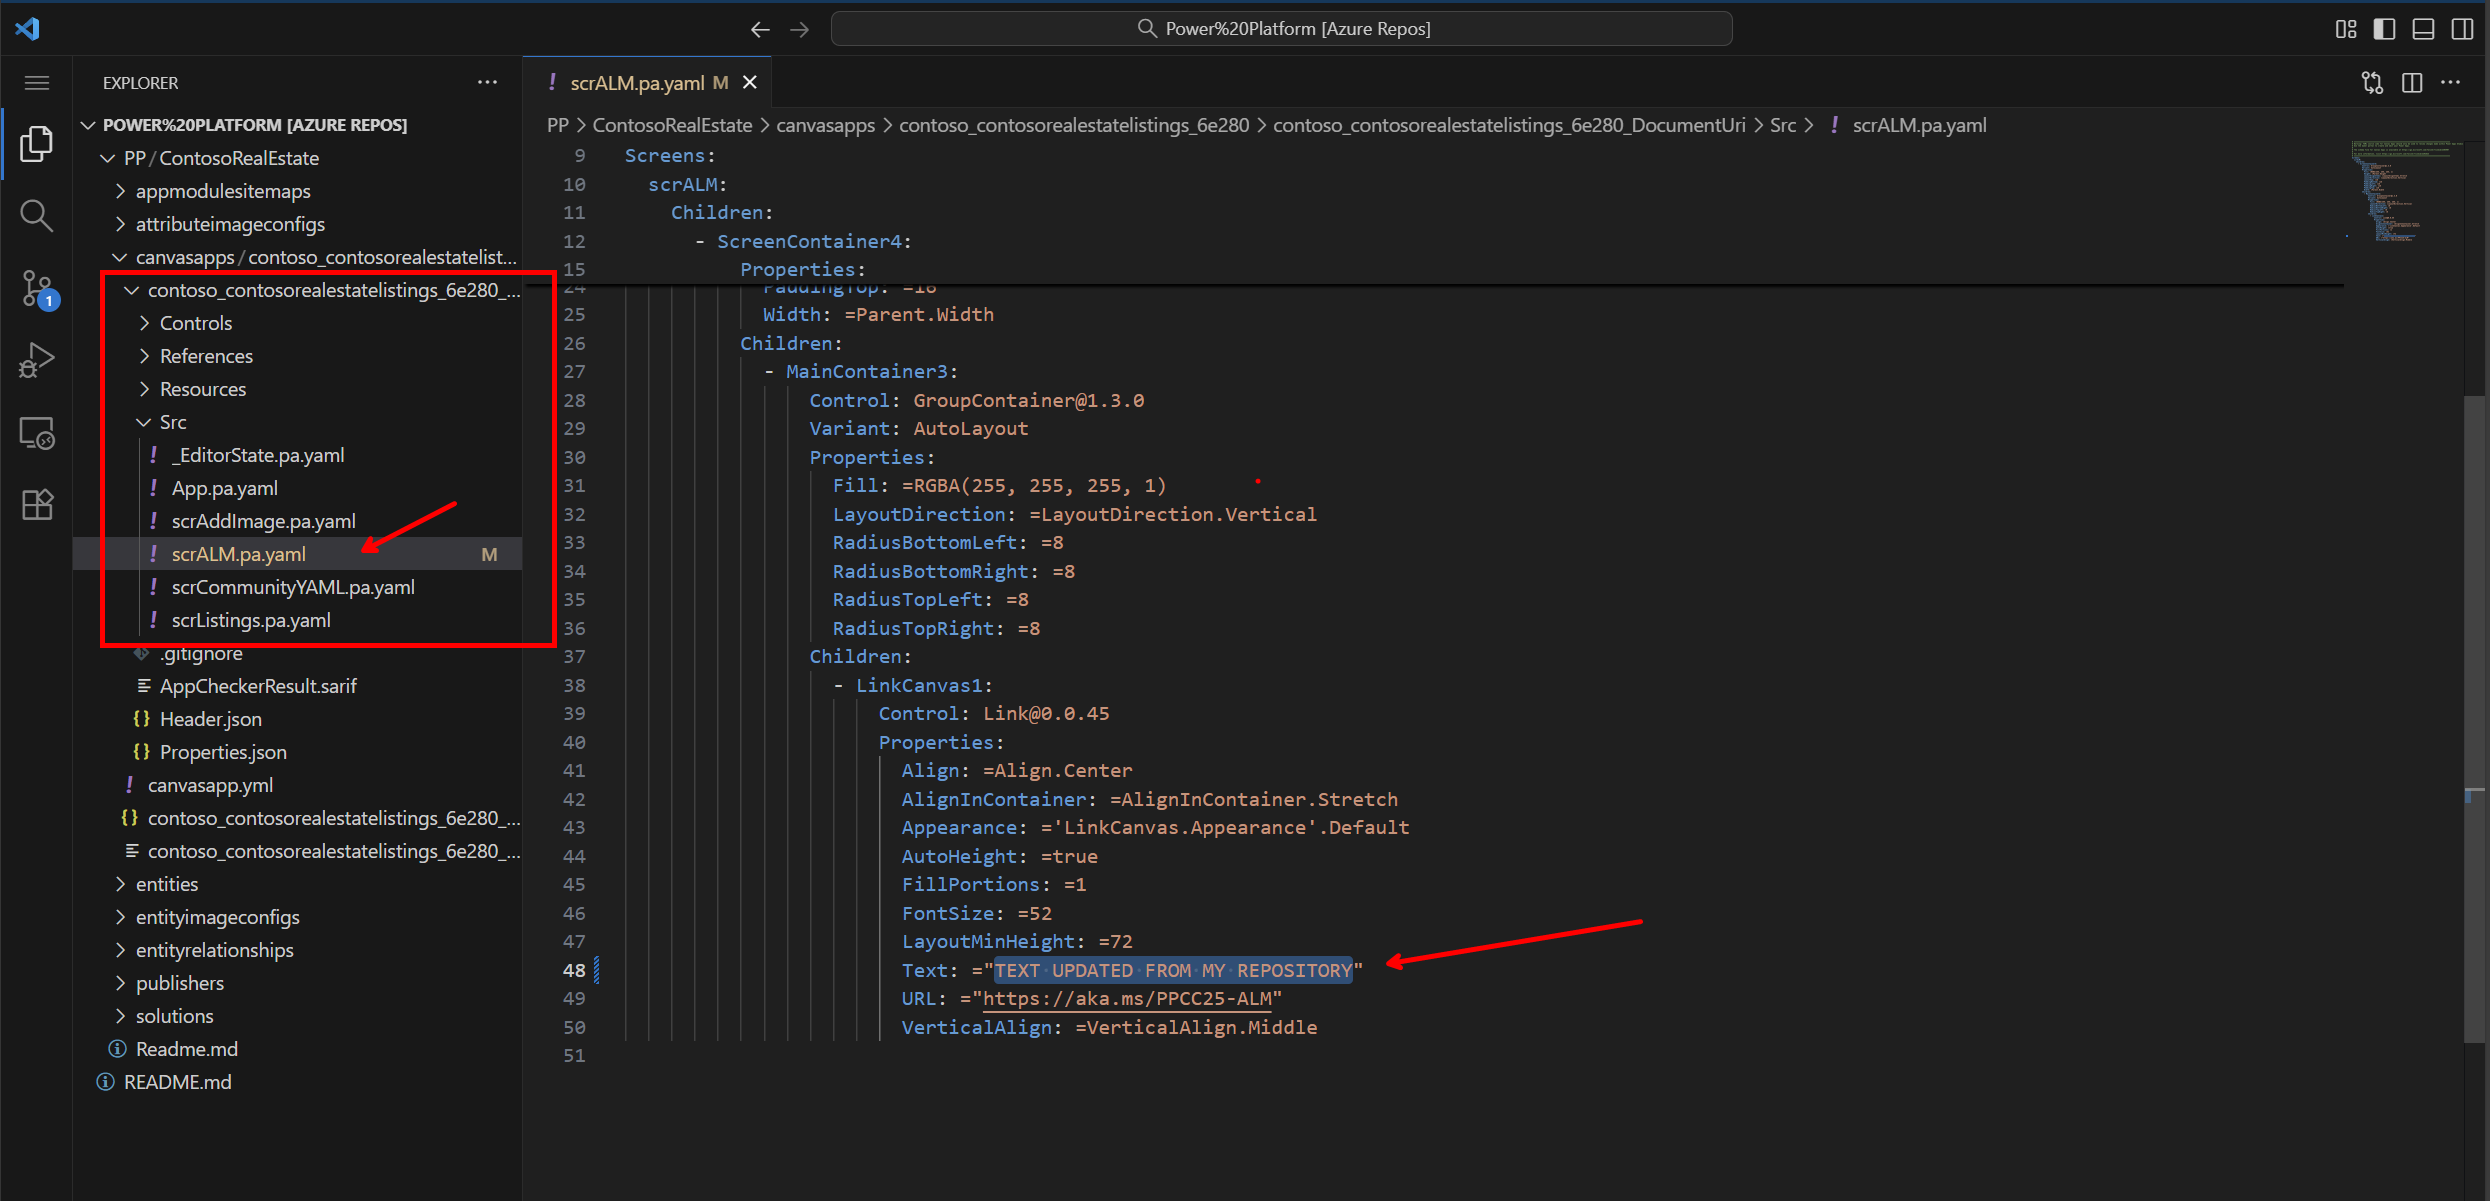 Power%20Platform [Azure Repos]
EXPLORER
scrALM.pa.yaml M
POWER%20PLATFORM [AZURE REPOS]
PP / ContosoRealEstate
appmodulesitemaps
attributeimageconfigs
canvasapps / contoso_contosorealestatelist...
contoso_contosorealestatelistings_6e280_...
Controls
References
Resources
Src
! _EditorState.pa.yaml
! App.pa.yaml
! scrAddImage.pa.yaml
! scrALM.pa.yaml M
! scrCommunityYAML.pa.yaml
! scrListings.pa.yaml
.gitignore
AppCheckerResult.sarif
{} Header.json
{} Properties.json
! canvasapp.yml
{} contoso_contosorealestatelistings_6e280_...
contoso_contosorealestatelistings_6e280_...
entities
entityimageconfigs
entityrelationships
publishers
solutions
Readme.md
README.md
1
PP > ContosoRealEstate > canvasapps > contoso_contosorealestatelistings_6e280 > contoso_contosorealestatelistings_6e280_DocumentUri > Src > ! scrALM.pa.yaml
9 Screens:
10 scrALM:
11 Children:
12 - ScreenContainer4:
15 Properties:
24 PaddingTop: =16
25 Width: =Parent.Width
26 Children:
27 - MainContainer3:
28 Control: GroupContainer@1.3.0
29 Variant: AutoLayout
30 Properties:
31 Fill: =RGBA(255, 255, 255, 1)
32 LayoutDirection: =LayoutDirection.Vertical
33 RadiusBottomLeft: =8
34 RadiusBottomRight: =8
35 RadiusTopLeft: =8
36 RadiusTopRight: =8
37 Children:
38 - LinkCanvas1:
39 Control: Link@0.0.45
40 Properties:
41 Align: =Align.Center
42 AlignInContainer: =AlignInContainer.Stretch
43 Appearance: ='LinkCanvas.Appearance'.Default
44 AutoHeight: =true
45 FillPortions: =1
46 FontSize: =52
47 LayoutMinHeight: =72
48 Text: ="TEXT UPDATED FROM MY REPOSITORY"
49 URL: ="https://aka.ms/PPCC25-ALM"
50 VerticalAlign: =VerticalAlign.Middle
51